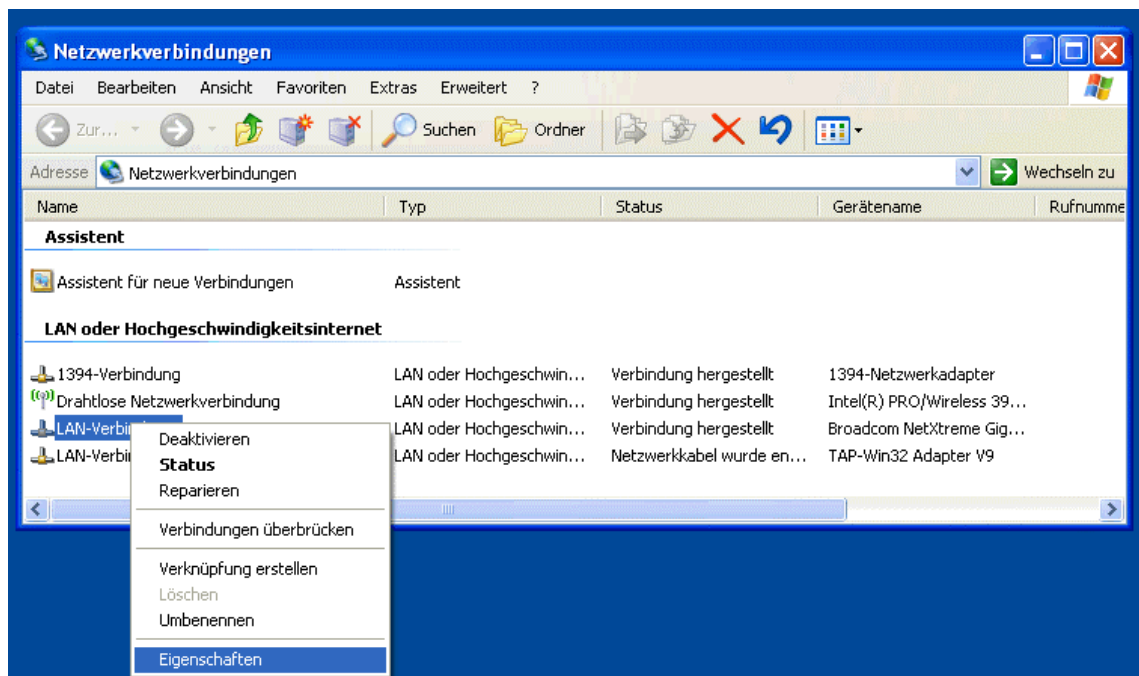 Netzwerkverbindungen
Datei Bearbeiten Ansicht Favoriten Extras Erweitert ?
Zur... Suchen Ordner
Adresse Netzwerkverbindungen Wechseln zu
Name Typ Status Gerätename Rufnumme
Assistent
Assistent für neue Verbindungen Assistent
LAN oder Hochgeschwindigkeitsinternet
1394-Verbindung LAN oder Hochgeschwin... Verbindung hergestellt 1394-Netzwerkadapter
Drahtlose Netzwerkverbindung LAN oder Hochgeschwin... Verbindung hergestellt Intel(R) PRO/Wireless 39...
LAN-Verbin LAN oder Hochgeschwin... Verbindung hergestellt Broadcom NetXtreme Gig...
LAN-Verbi LAN oder Hochgeschwin... Netzwerkkabel wurde en... TAP-Win32 Adapter V9
Deaktivieren
Status
Reparieren
Verbindungen überbrücken
Verknüpfung erstellen
Löschen
Umbenennen
Eigenschaften